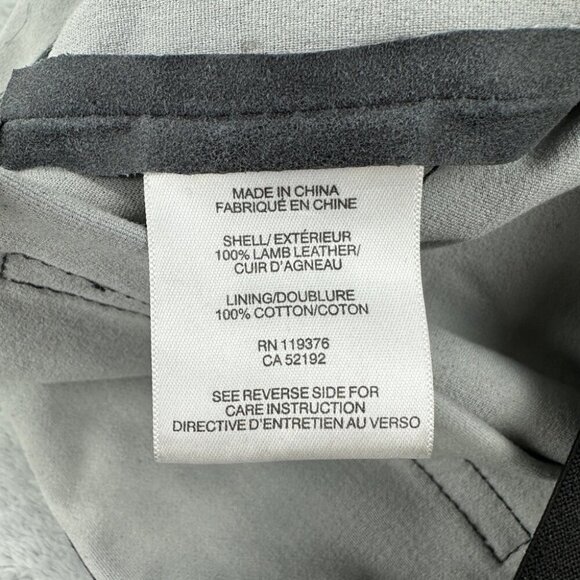 MADE IN CHINA
FABRIQUÉ EN CHINE
SHELL/EXTÉRIEUR
100% LAMB LEATHER/
CUIR D'AGNEAU
LINING/DOUBLURE
100% COTTON/COTON
RN 119376
CA 52192
SEE REVERSE SIDE FOR
CARE INSTRUCTION
DIRECTIVE D'ENTRETIEN AU VERSO